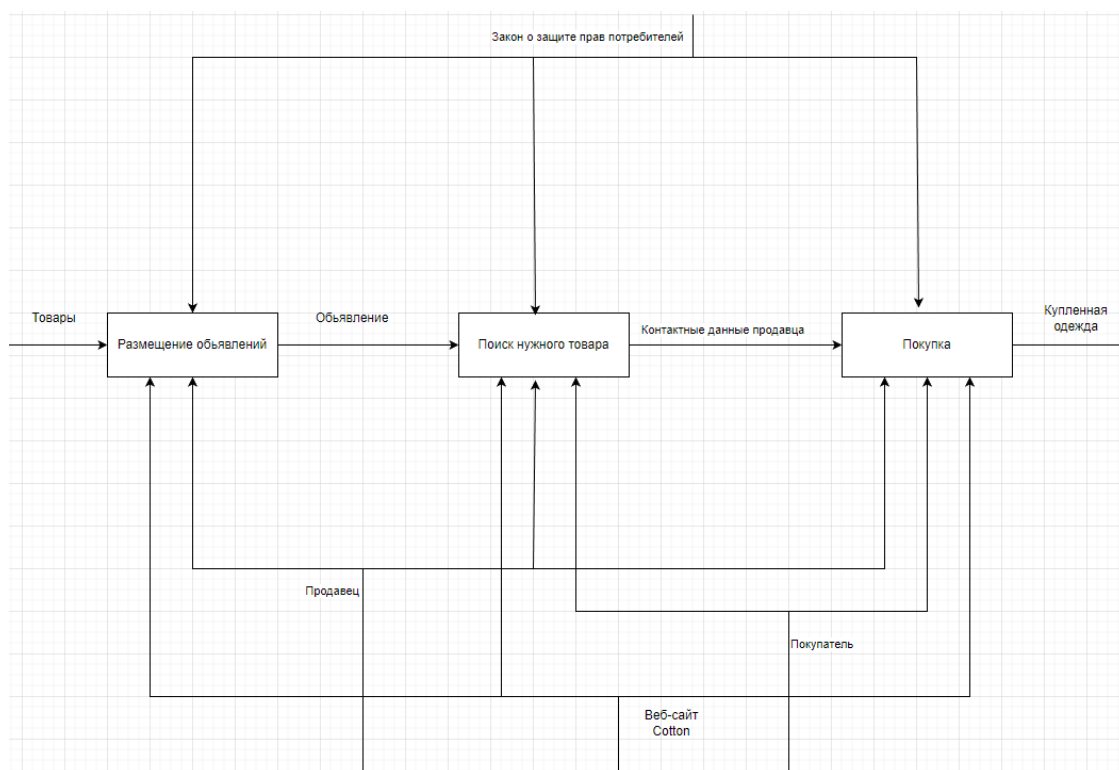 Закон о защите прав потребителей
Товары
Размещение обьявлений
Обьявление
Поиск нужного товара
Контактные данные продавца
Покупка
Купленная
одежда
Продавец
Покупатель
Веб-сайт
Cotton